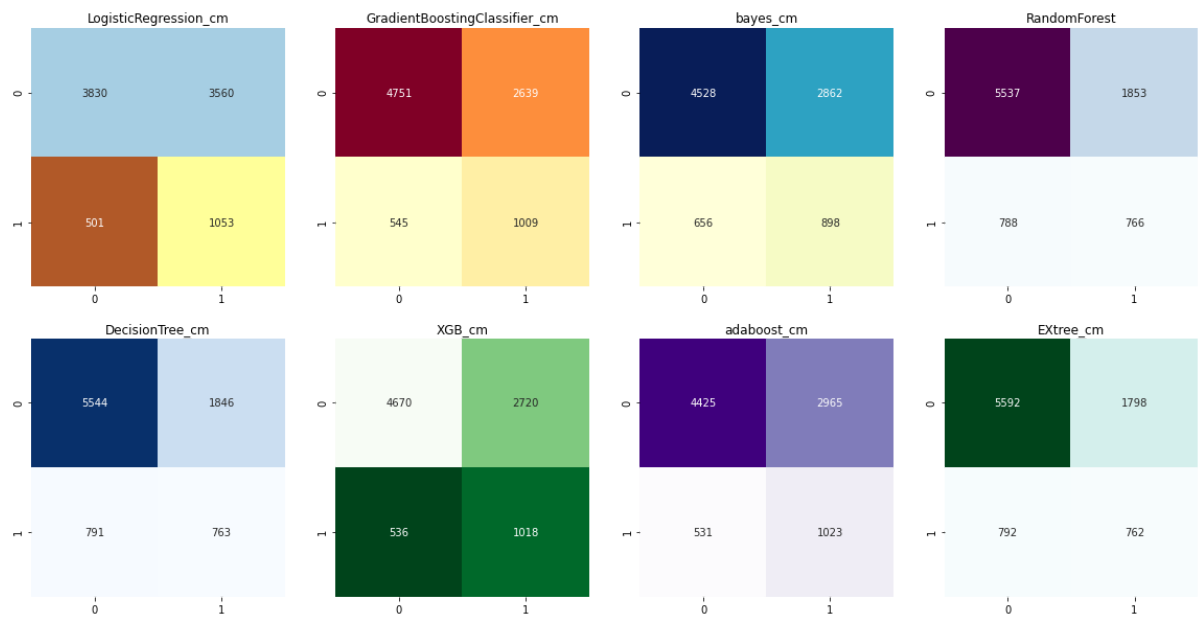 LogisticRegression_cm GradientBoostingClassifier_cm bayes_cm RandomForest
0 3830 3560 0 4751 2639 0 4528 2862 0 5537 1853
1 501 1053 1 545 1009 1 656 898 1 788 766
0 1 0 1 0 1 0 1
DecisionTree_cm XGB_cm adaboost_cm EXtree_cm
0 5544 1846 0 4670 2720 0 4425 2965 0 5592 1798
1 791 763 1 536 1018 1 531 1023 1 792 762
0 1 0 1 0 1 0 1